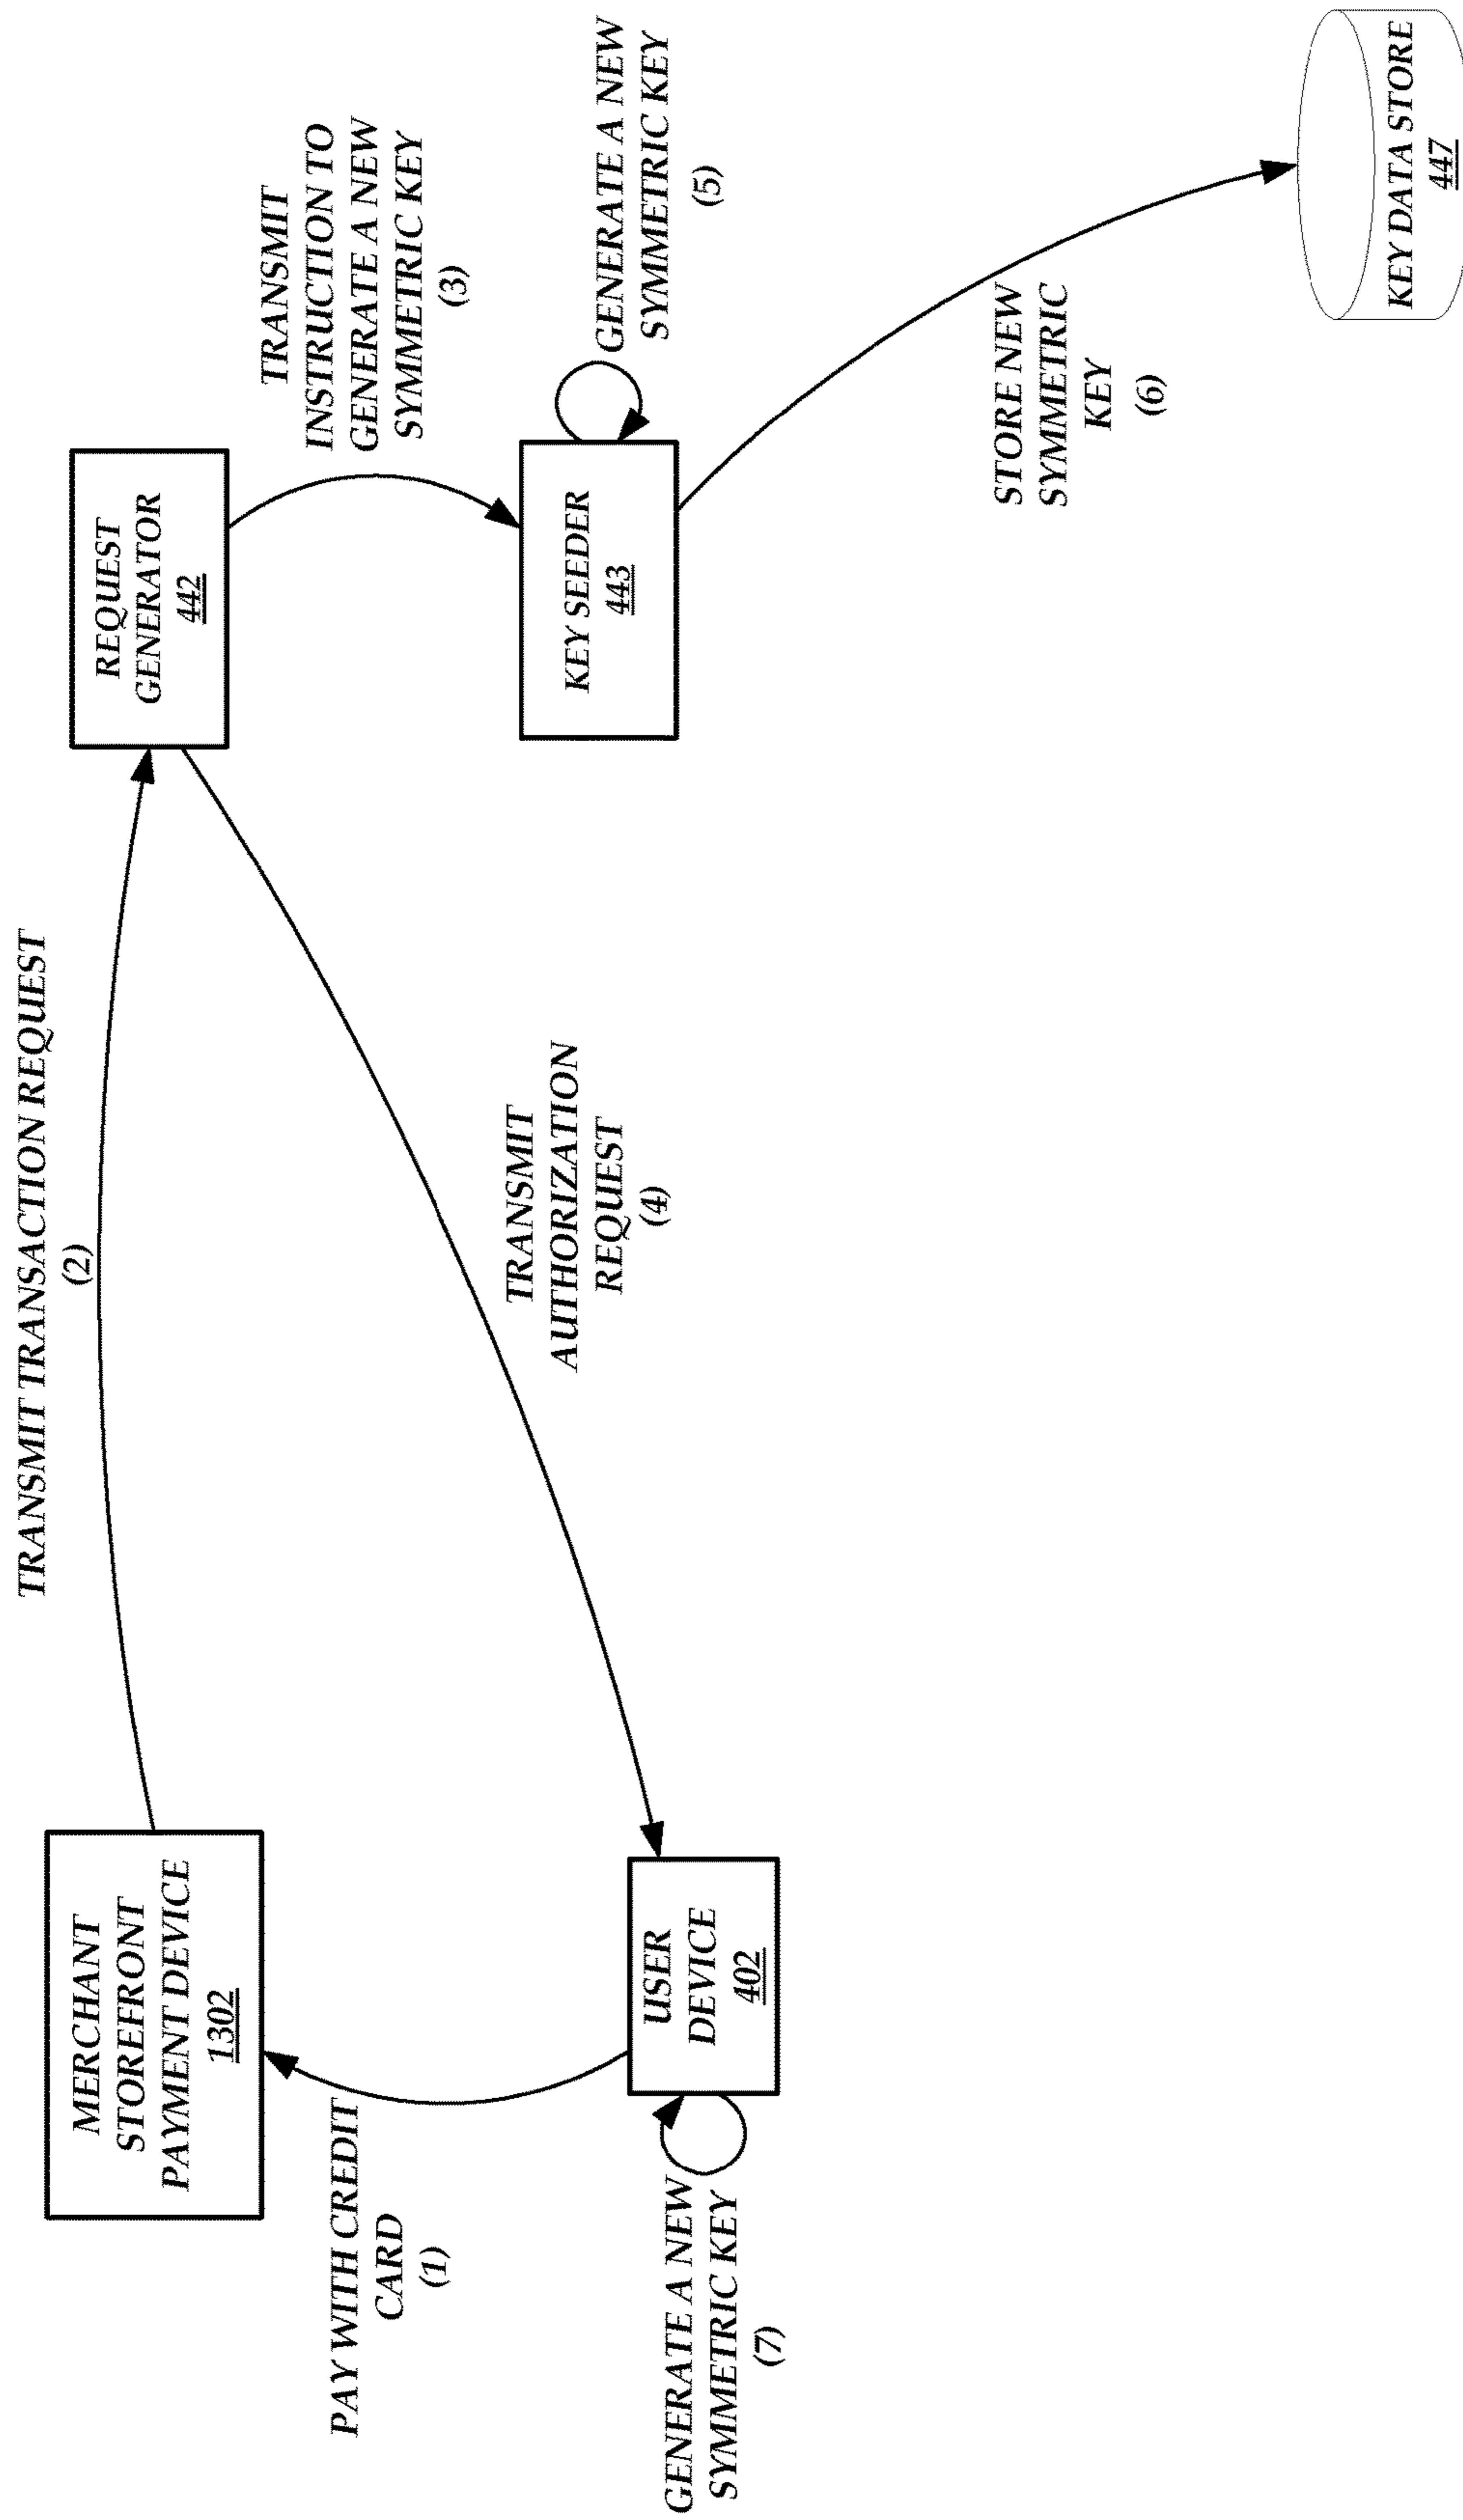 TRANSMIT TRANSACTION REQUEST
(2)
MERCHANT
STOREFRONT
PAYMENT DEVICE
1302
REQUEST
GENERATOR
442
TRANSMIT
INSTRUCTION TO
GENERATE A NEW
SYMMETRIC KEY
(3)
PAY WITH CREDIT
CARD
(1)
TRANSMIT
AUTHORIZATION
REQUEST
(4)
KEY SEEDER
443
GENERATE A NEW
SYMMETRIC KEY
(5)
GENERATE A NEW
SYMMETRIC KEY
(7)
USER
DEVICE
402
STORE NEW
SYMMETRIC
KEY
(6)
KEY DATA STORE
447